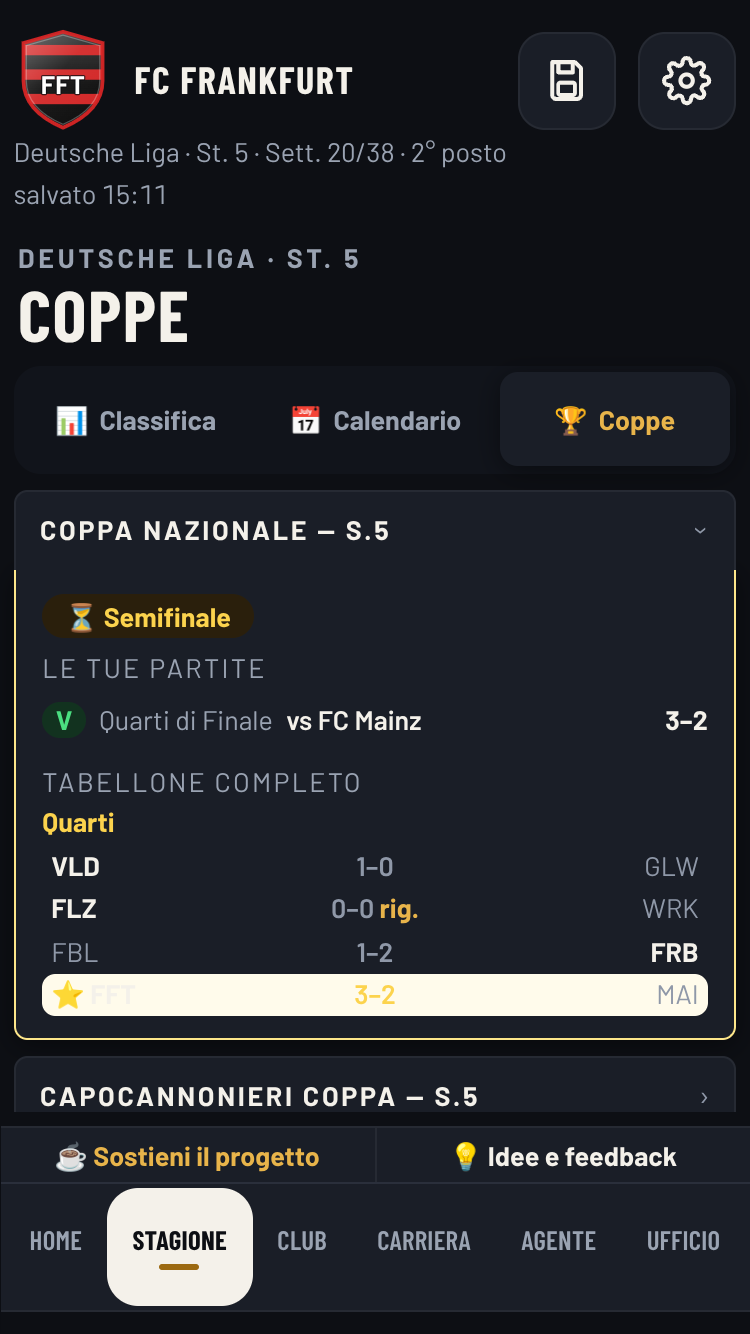 FFT FC FRANKFURT
Deutsche Liga · St. 5 · Sett. 20/38 · 2° posto
salvato 15:11
DEUTSCHE LIGA · ST. 5
COPPE
📊 Classifica 📅 Calendario 🏆 Coppe
COPPA NAZIONALE – S.5
⏳ Semifinale
LE TUE PARTITE
V Quarti di Finale vs FC Mainz 3–2
TABELLONE COMPLETO
Quarti
VLD 1–0 GLW
FLZ 0–0 rig. WRK
FBL 1–2 FRB
⭐ FFT 3–2 MAI
CAPOCANNONIERI COPPA – S.5
☕ Sostieni il progetto 💡 Idee e feedback
HOME STAGIONE CLUB CARRIERA AGENTE UFFICIO